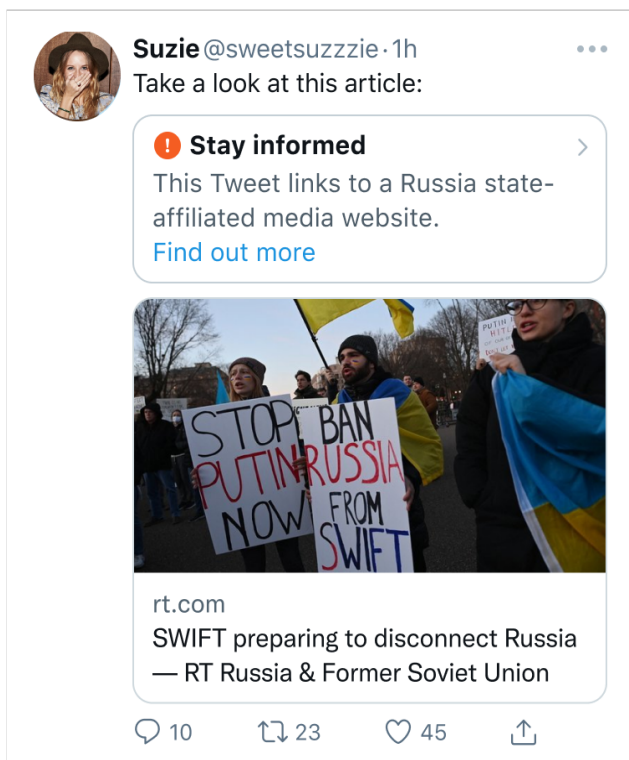 Suzie @sweetsuzzzie · 1h
Take a look at this article:
! Stay informed
This Tweet links to a Russia state-
affiliated media website.
Find out more
PUTIN
HITL
STOP
PUTIN
NOW
BAN
RUSSIA
FROM
SWIFT
rt.com
SWIFT preparing to disconnect Russia
— RT Russia & Former Soviet Union
10 23 45